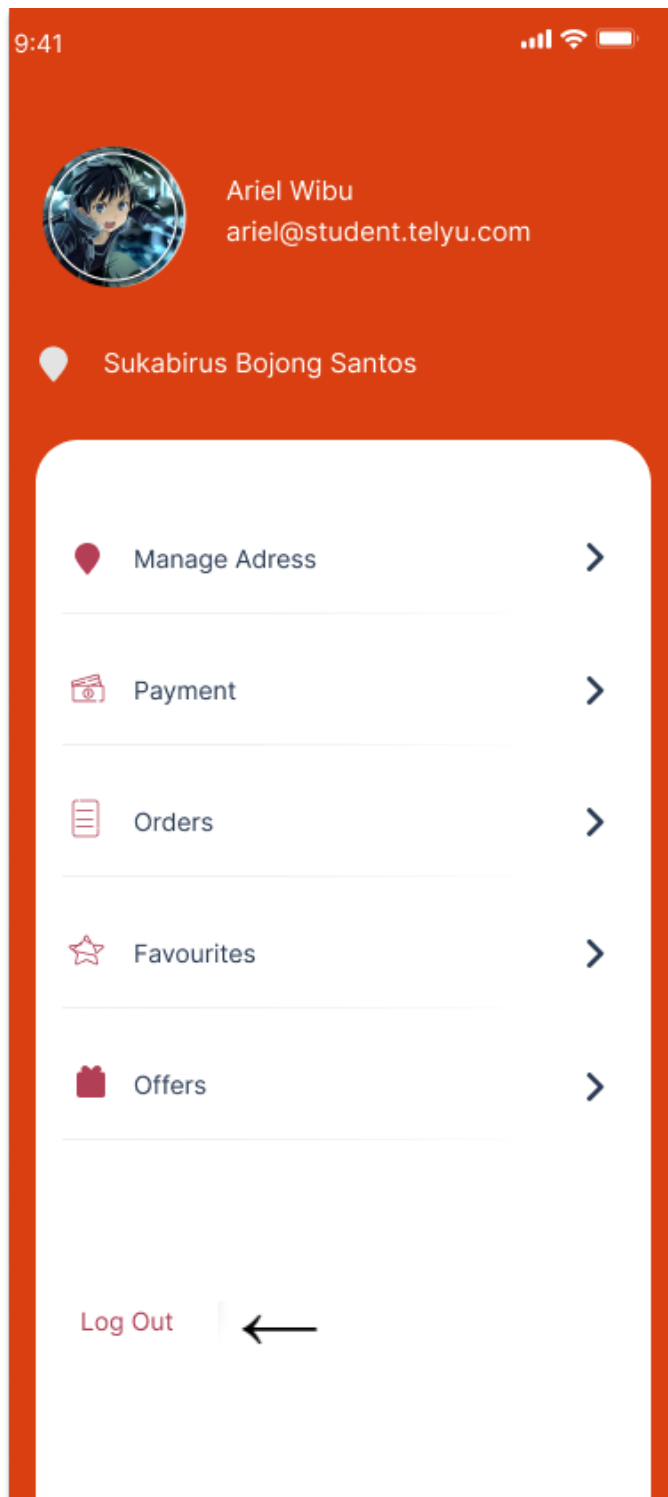 9:41
Ariel Wibu
ariel@student.telyu.com
Sukabirus Bojong Santos
Manage Adress
Payment
Orders
Favourites
Offers
Log Out